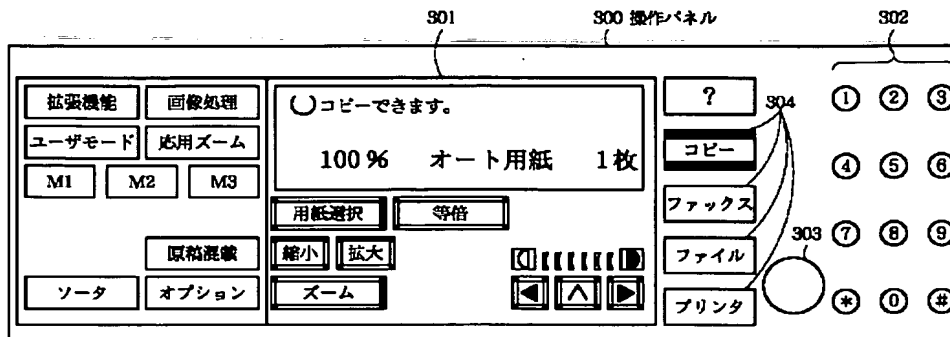 301
300 操作パネル
302
拡張機能 画像処理
ユーザモード 応用ズーム
M1 M2 M3
原稿混載
ソータ オプション
コピーできます。
100% オート用紙 1枚
用紙選択 等倍
縮小 拡大
ズーム
?
コピー
ファックス
ファイル
プリンタ
304
303
1 2 3
4 5 6
7 8 9
* 0 #